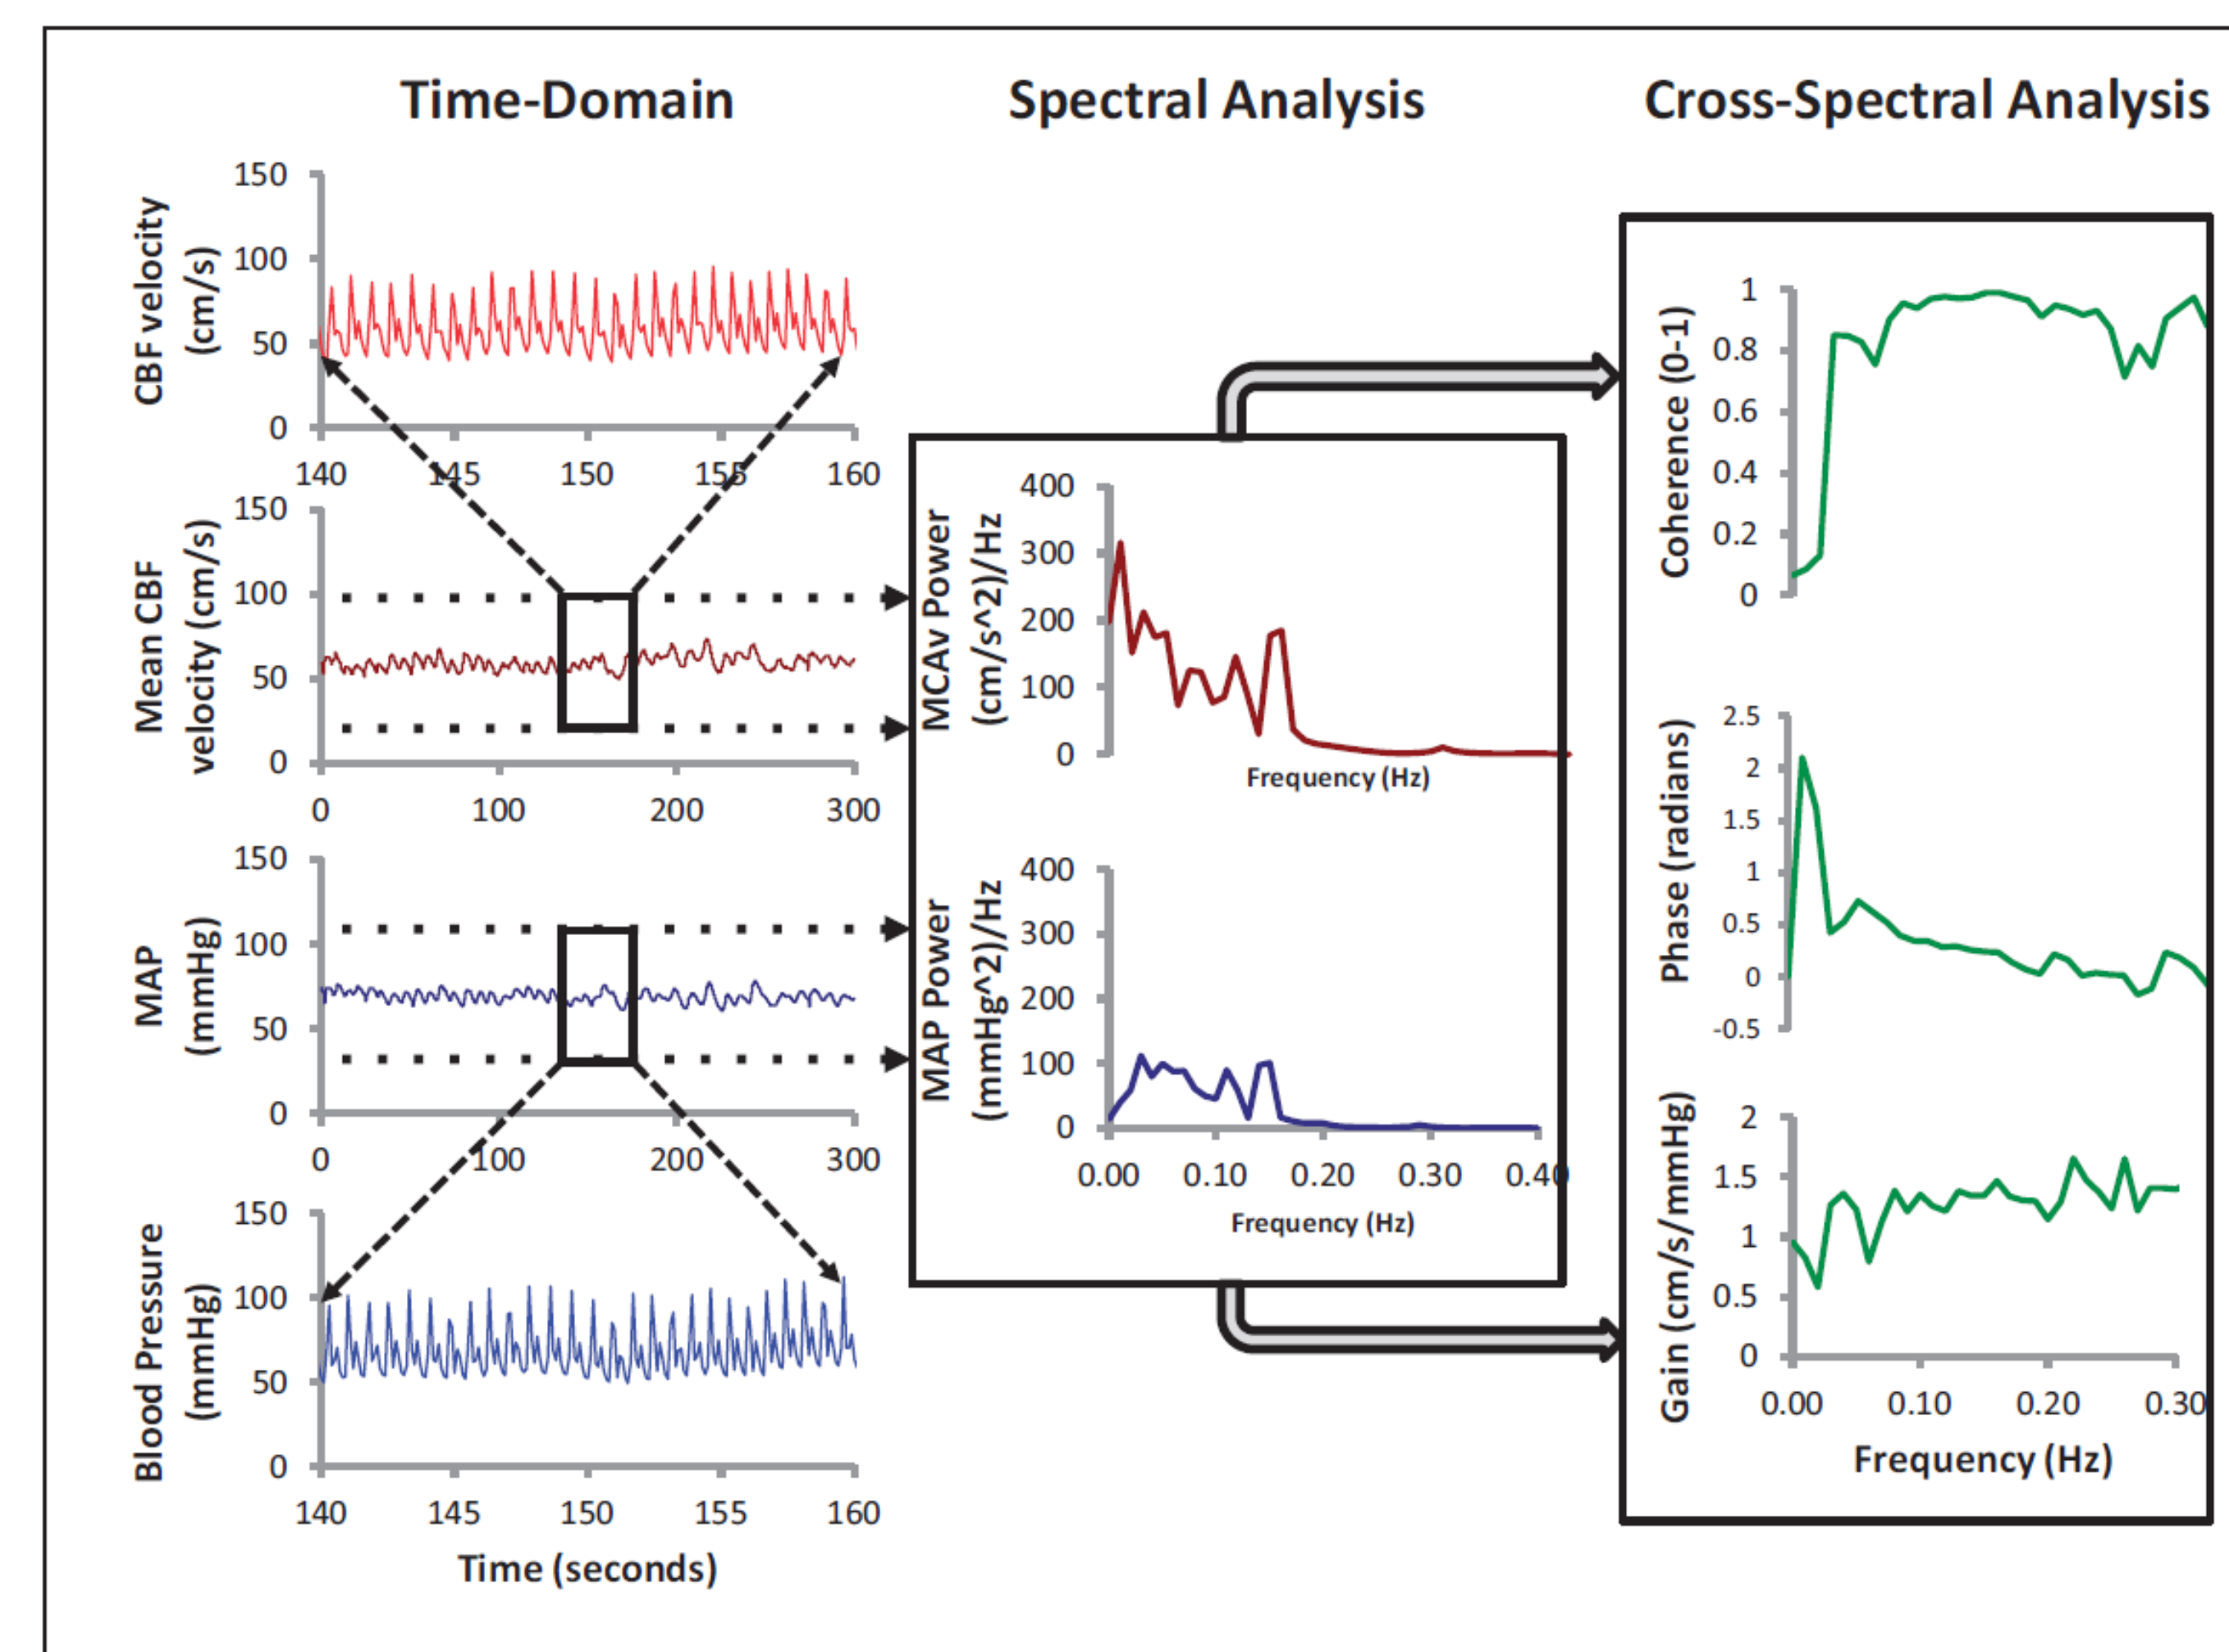 Time-Domain
Spectral Analysis
Cross-Spectral Analysis
CBF velocity
(cm/s)
150
100
50
0
140 145 150 155 160
Mean CBF
velocity (cm/s)
150
100
50
0
0 100 200 300
MAP
(mmHg)
150
100
50
0
0 100 200 300
Blood Pressure
(mmHg)
150
100
50
0
140 145 150 155 160
Time (seconds)
MCAv Power
(cm/s^2)/Hz
400
300
200
100
0
Frequency (Hz)
MAP Power
(mmHg^2)/Hz
400
300
200
100
0
0.00 0.10 0.20 0.30 0.40
Frequency (Hz)
Coherence (0-1)
1
0.8
0.6
0.4
0.2
0
Phase (radians)
2.5
2
1.5
1
0.5
0
-0.5
Gain (cm/s/mmHg)
2
1.5
1
0.5
0
0.00 0.10 0.20 0.30
Frequency (Hz)